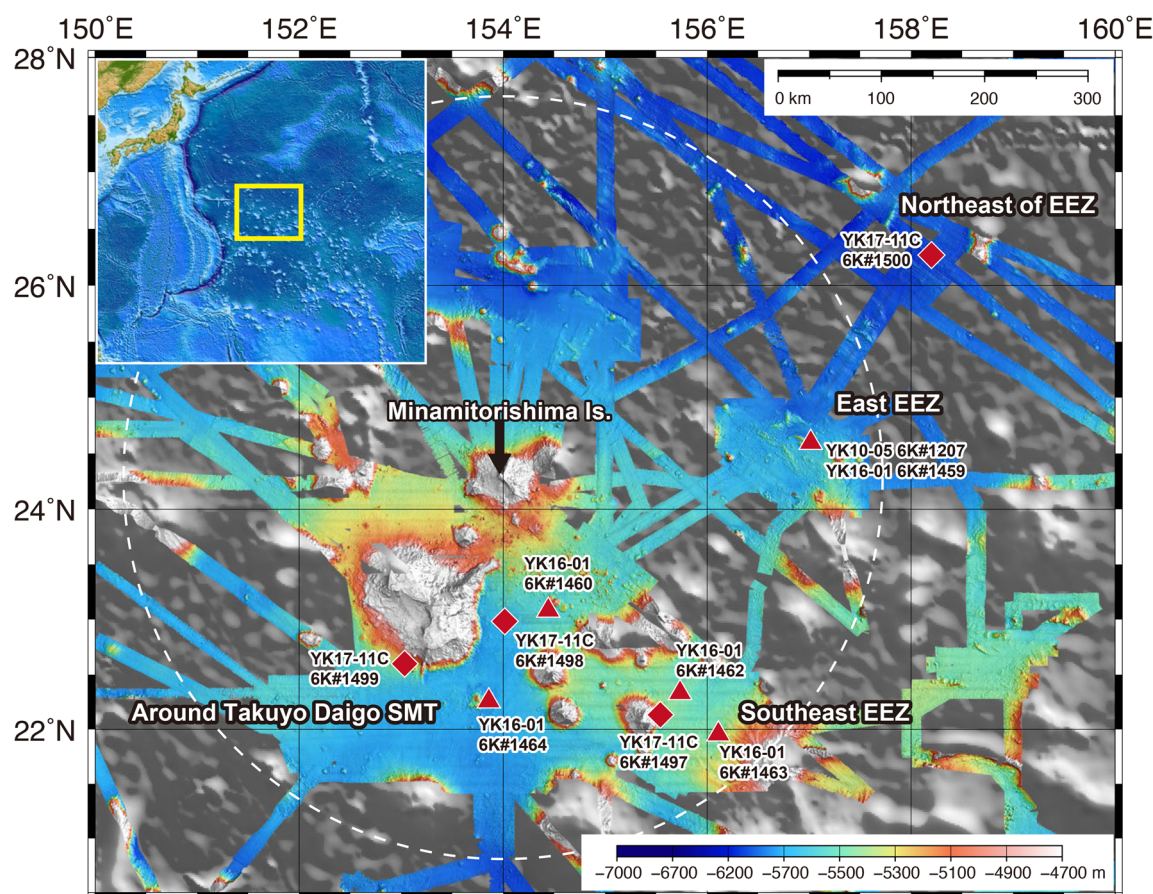 150˚E 152˚E 154˚E 156˚E 158˚E 160˚E
28˚N
0 km 100 200 300
Northeast of EEZ
YK17-11C
6K#1500
26˚N
East EEZ
Minamitorishima Is.
YK10-05 6K#1207
YK16-01 6K#1459
24˚N
YK16-01
6K#1460
YK17-11C
6K#1498
YK16-01
6K#1462
YK17-11C
6K#1499
Around Takuyo Daigo SMT
Southeast EEZ
22˚N
YK16-01
6K#1464
YK17-11C
6K#1497
YK16-01
6K#1463
−7000 −6700 −6200 −5700 −5500 −5300 −5100 −4900 −4700 m